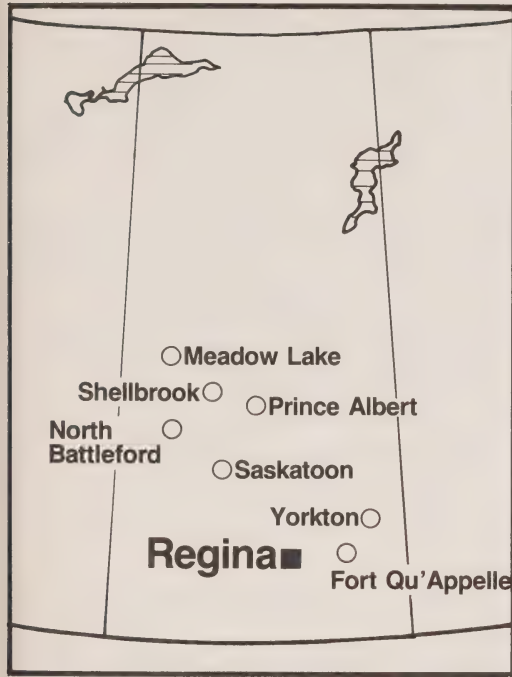 Meadow Lake
Shellbrook
Prince Albert
North
Battleford
Saskatoon
Yorkton
Regina
Fort Qu'Appelle